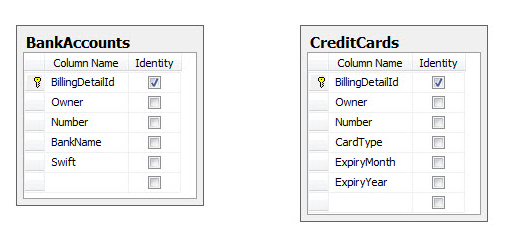 BankAccounts
Column Name Identity
BillingDetailId
Owner
Number
BankName
Swift
CreditCards
Column Name Identity
BillingDetailId
Owner
Number
CardType
ExpiryMonth
ExpiryYear